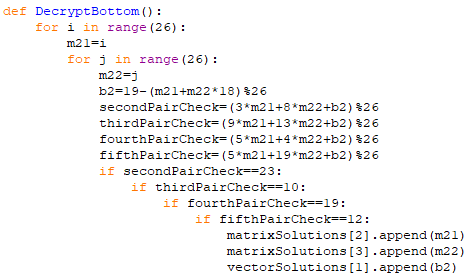 def DecryptBottom():
    for i in range(26):
        m21=i
        for j in range(26):
            m22=j
            b2=19-(m21+m22*18)%26
            secondPairCheck=(3*m21+8*m22+b2)%26
            thirdPairCheck=(9*m21+13*m22+b2)%26
            fourthPairCheck=(5*m21+4*m22+b2)%26
            fifthPairCheck=(5*m21+19*m22+b2)%26
            if secondPairCheck==23:
                if thirdPairCheck==10:
                    if fourthPairCheck==19:
                        if fifthPairCheck==12:
                            matrixSolutions[2].append(m21)
                            matrixSolutions[3].append(m22)
                            vectorSolutions[1].append(b2)